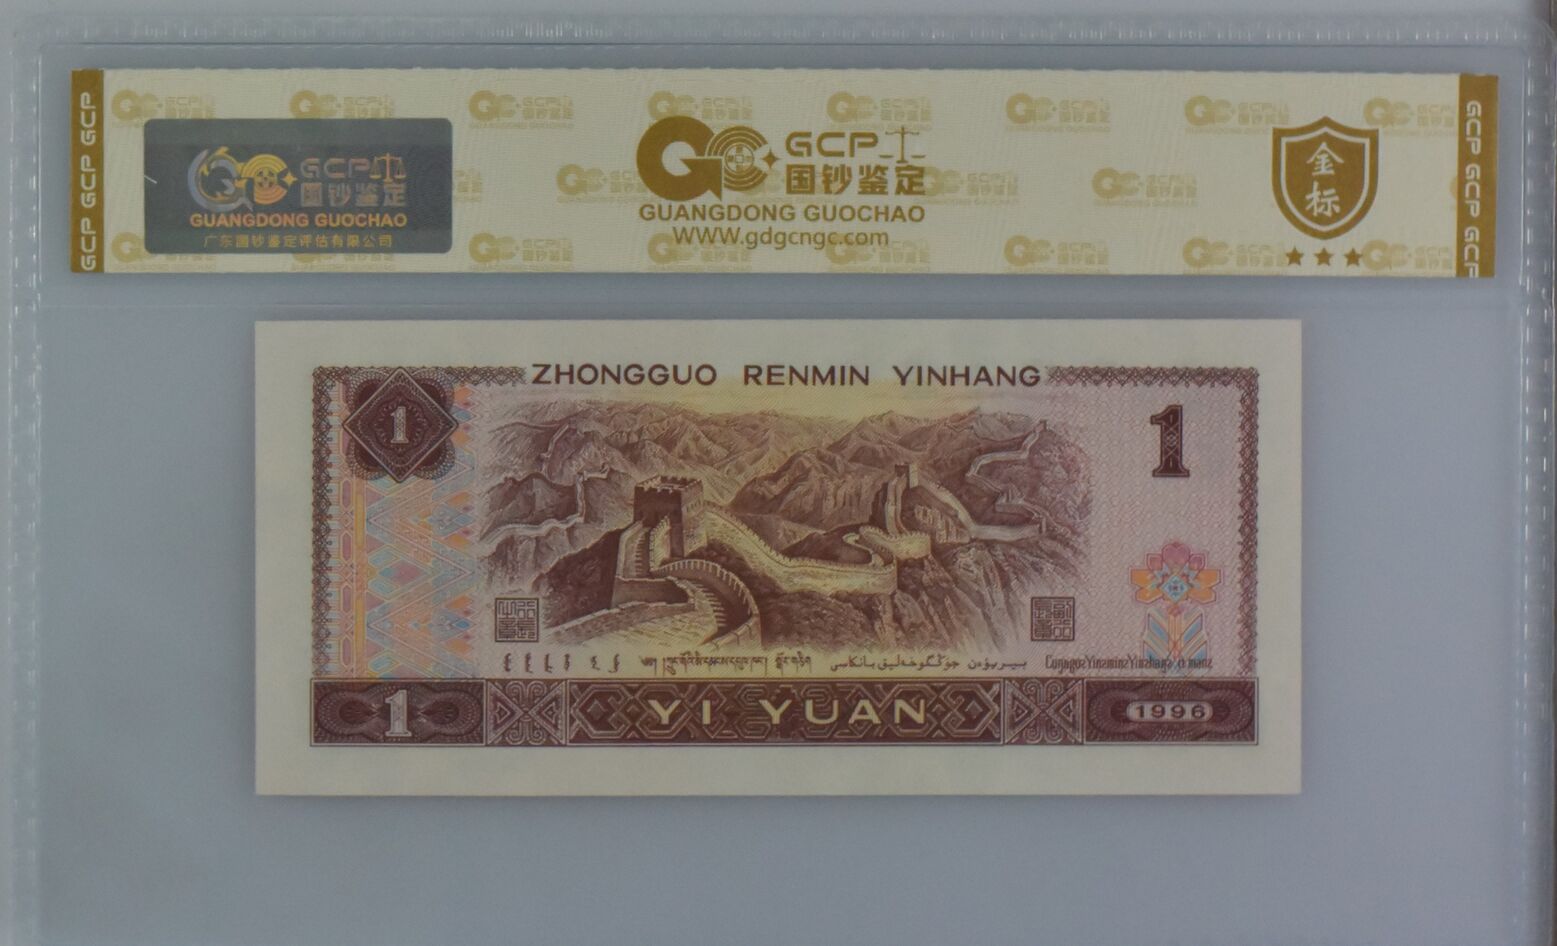 GCP 国钞鉴定
GUANGDONG GUOCHAO
广东国钞鉴定评估有限公司
GCP 国钞鉴定
GUANGDONG GUOCHAO
WWW.gdgcngc.com
金标
GCP GCP GCP
GCP GCP GCP
ZHONGGUO RENMIN YINHANG
1
1
YI YUAN
1
1996